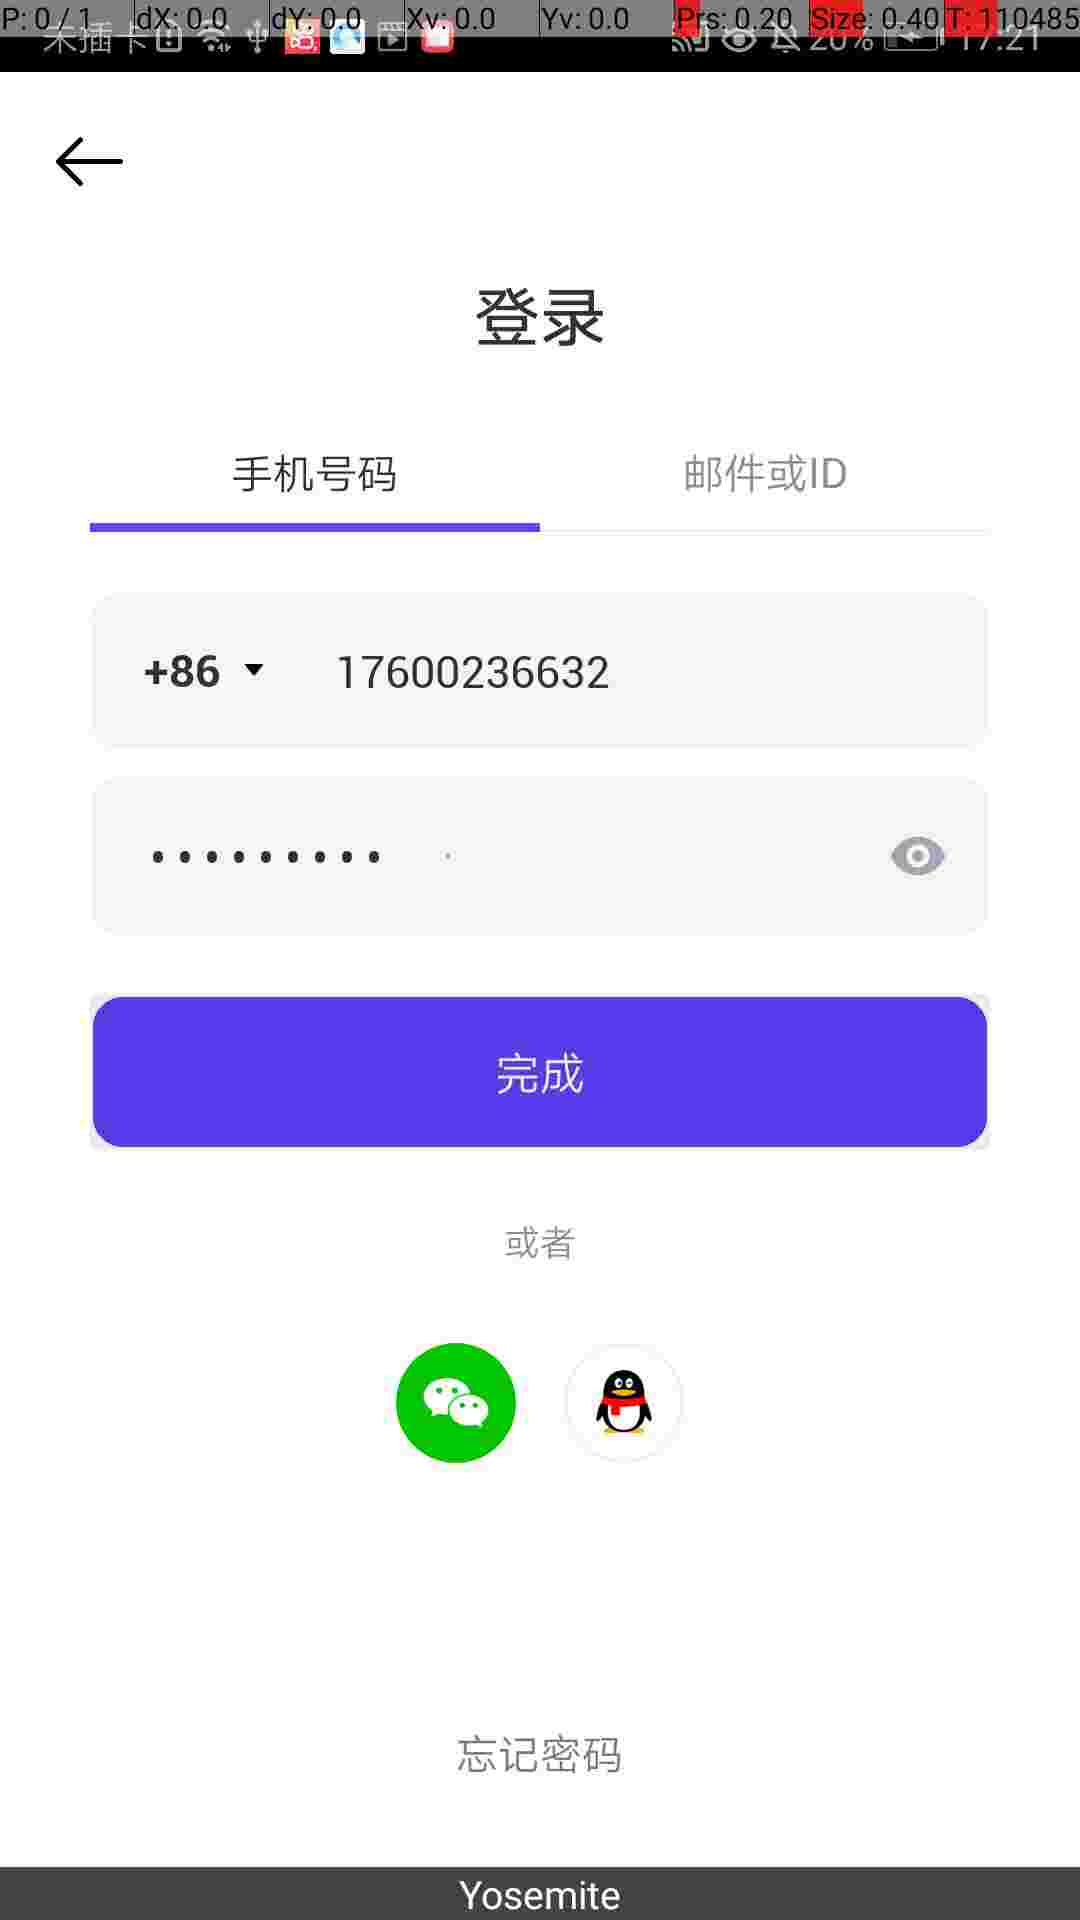 P: 0 / 1 dX: 0.0 dY: 0.0 Xv: 0.0 Yv: 0.0 Prs: 0.20 Size: 0.40 T: 110485
未插卡 20% 17:21
登录
手机号码 邮件或ID
+86 17600236632
•••••••••
完成
或者
忘记密码
Yosemite